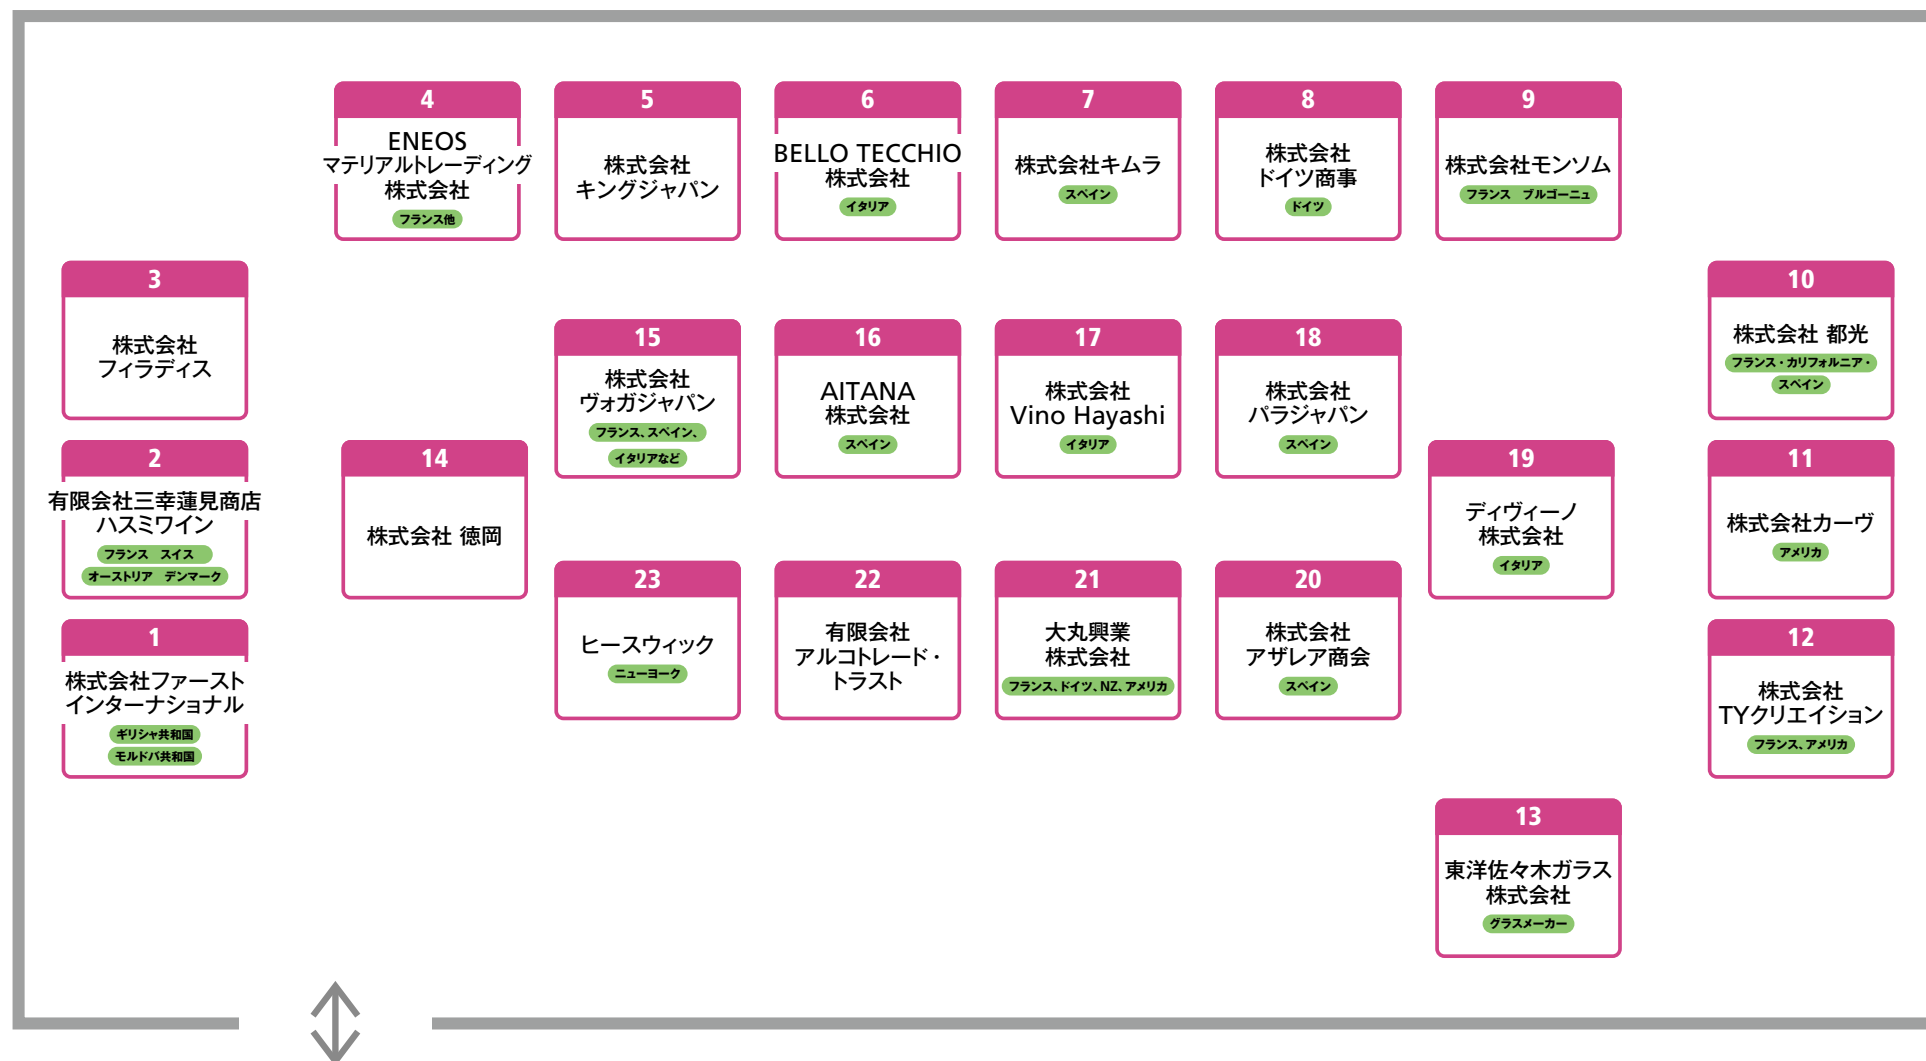 4
ENEOS
マテリアルトレーディング
株式会社
フランス他
5
株式会社
キングジャパン
6
BELLO TECCHIO
株式会社
イタリア
7
株式会社キムラ
スペイン
8
株式会社
ドイツ商事
ドイツ
9
株式会社モンソム
フランス　ブルゴーニュ
3
株式会社
フィラディス
10
株式会社 都光
フランス・カリフォルニア・
スペイン
15
株式会社
ヴォガジャパン
フランス、スペイン、
イタリアなど
16
AITANA
株式会社
スペイン
17
株式会社
Vino Hayashi
イタリア
18
株式会社
パラジャパン
スペイン
2
有限会社三幸蓮見商店
ハスミワイン
フランス　スイス
オーストリア　デンマーク
14
株式会社 徳岡
19
ディヴィーノ
株式会社
イタリア
11
株式会社カーヴ
アメリカ
23
ヒースウィック
ニューヨーク
22
有限会社
アルコトレード・
トラスト
21
大丸興業
株式会社
フランス、ドイツ、NZ、アメリカ
20
株式会社
アザレア商会
スペイン
1
株式会社ファースト
インターナショナル
ギリシャ共和国
モルドバ共和国
12
株式会社
TYクリエイション
フランス、アメリカ
13
東洋佐々木ガラス
株式会社
グラスメーカー